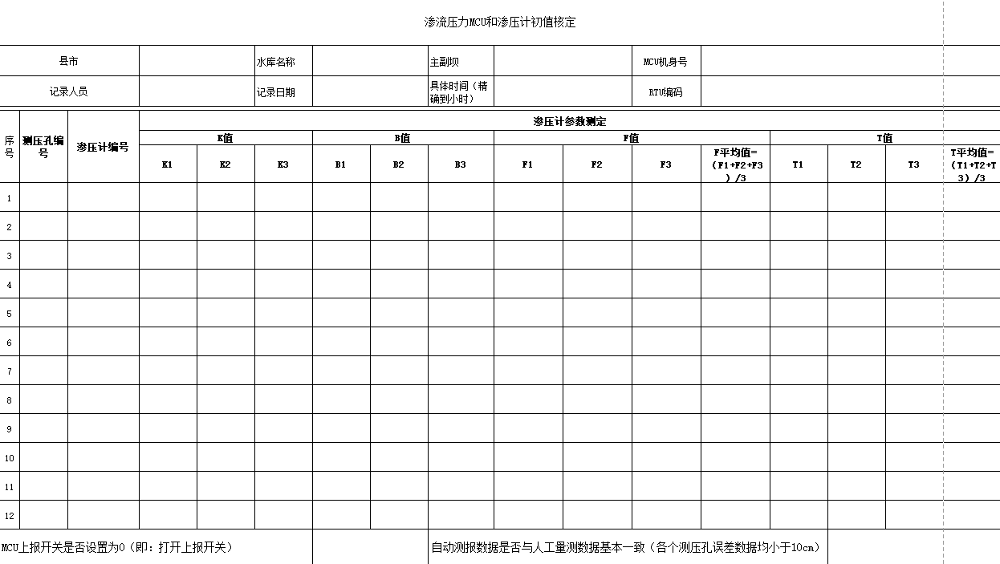 渗流压力MCU和渗压计初值核定
县市 水库名称 主副坝 MCU机身号
记录人员 记录日期 具体时间（精
确到小时） RTU编码
序
号 测压孔编
号 渗压计编号 渗压计参数测定
K值 B值 F值 T值
K1 K2 K3 B1 B2 B3 F1 F2 F3 F平均值=
（F1+F2+F3
）/3 T1 T2 T3 T平均值=
（T1+T2+T
3）/3
1
2
3
4
5
6
7
8
9
10
11
12
MCU上报开关是否设置为0（即：打开上报开关） 自动测报数据是否与人工量测数据基本一致（各个测压孔误差数据均小于10cm）